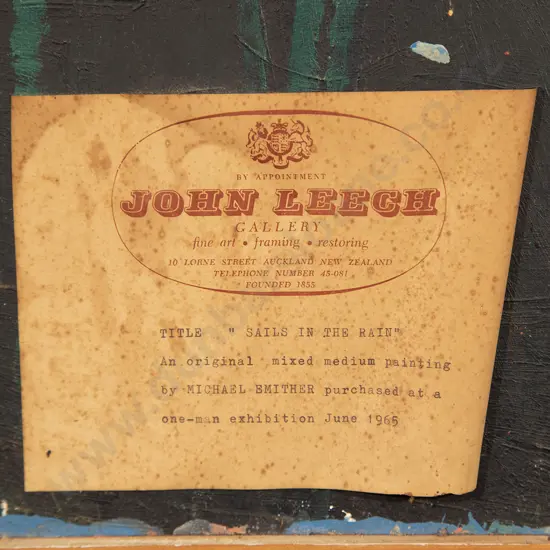 BY APPOINTMENT
JOHN LEECH
GALLERY
fine art • framing • restoring
10 LORNE STREET AUCKLAND NEW ZEALAND
TELEPHONE NUMBER 45-081
FOUNDED 1855
TITLE " SAILS IN THE RAIN"
An original mixed medium painting
by MICHAEL EMITHER purchased at a
one-man exhibition June 1965